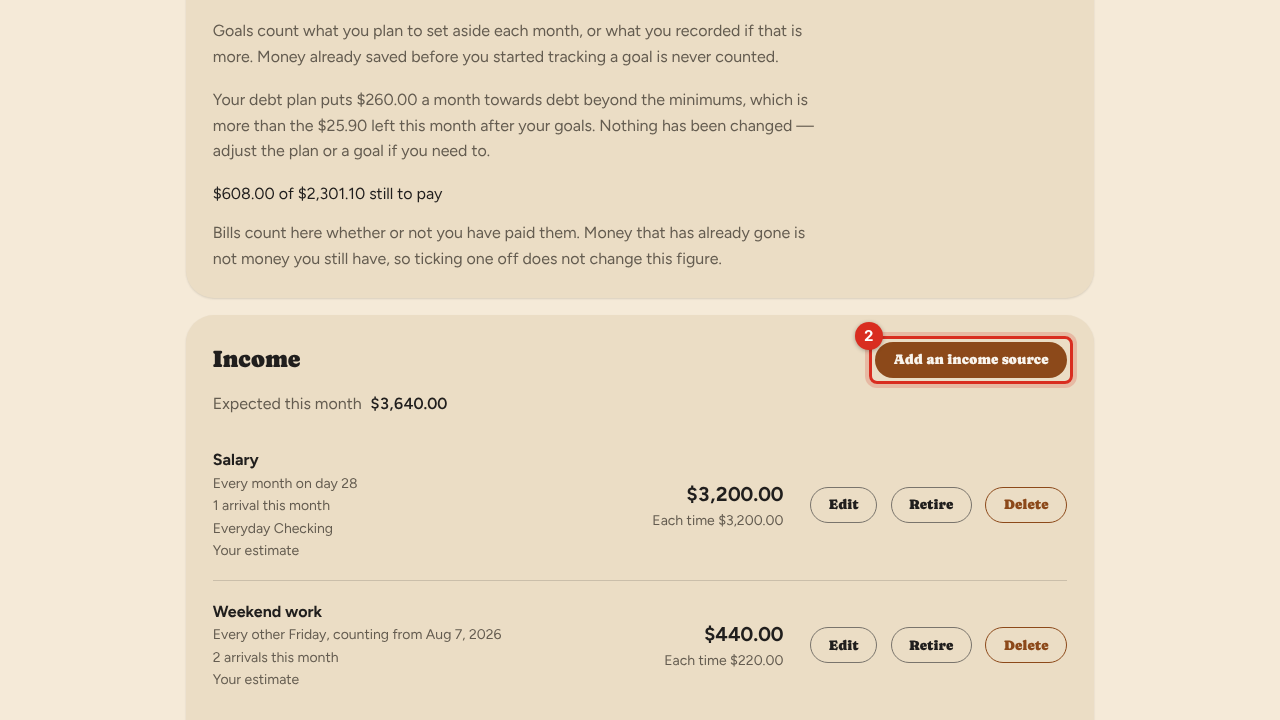 Goals count what you plan to set aside each month, or what you recorded if that is
more. Money already saved before you started tracking a goal is never counted.
Your debt plan puts $260.00 a month towards debt beyond the minimums, which is
more than the $25.90 left this month after your goals. Nothing has been changed —
adjust the plan or a goal if you need to.
$608.00 of $2,301.10 still to pay
Bills count here whether or not you have paid them. Money that has already gone is
not money you still have, so ticking one off does not change this figure.
2
Income
Add an income source
Expected this month $3,640.00
Salary
Every month on day 28
1 arrival this month
Everyday Checking
Your estimate
$3,200.00
Each time $3,200.00
Edit
Retire
Delete
Weekend work
Every other Friday, counting from Aug 7, 2026
2 arrivals this month
Your estimate
$440.00
Each time $220.00
Edit
Retire
Delete